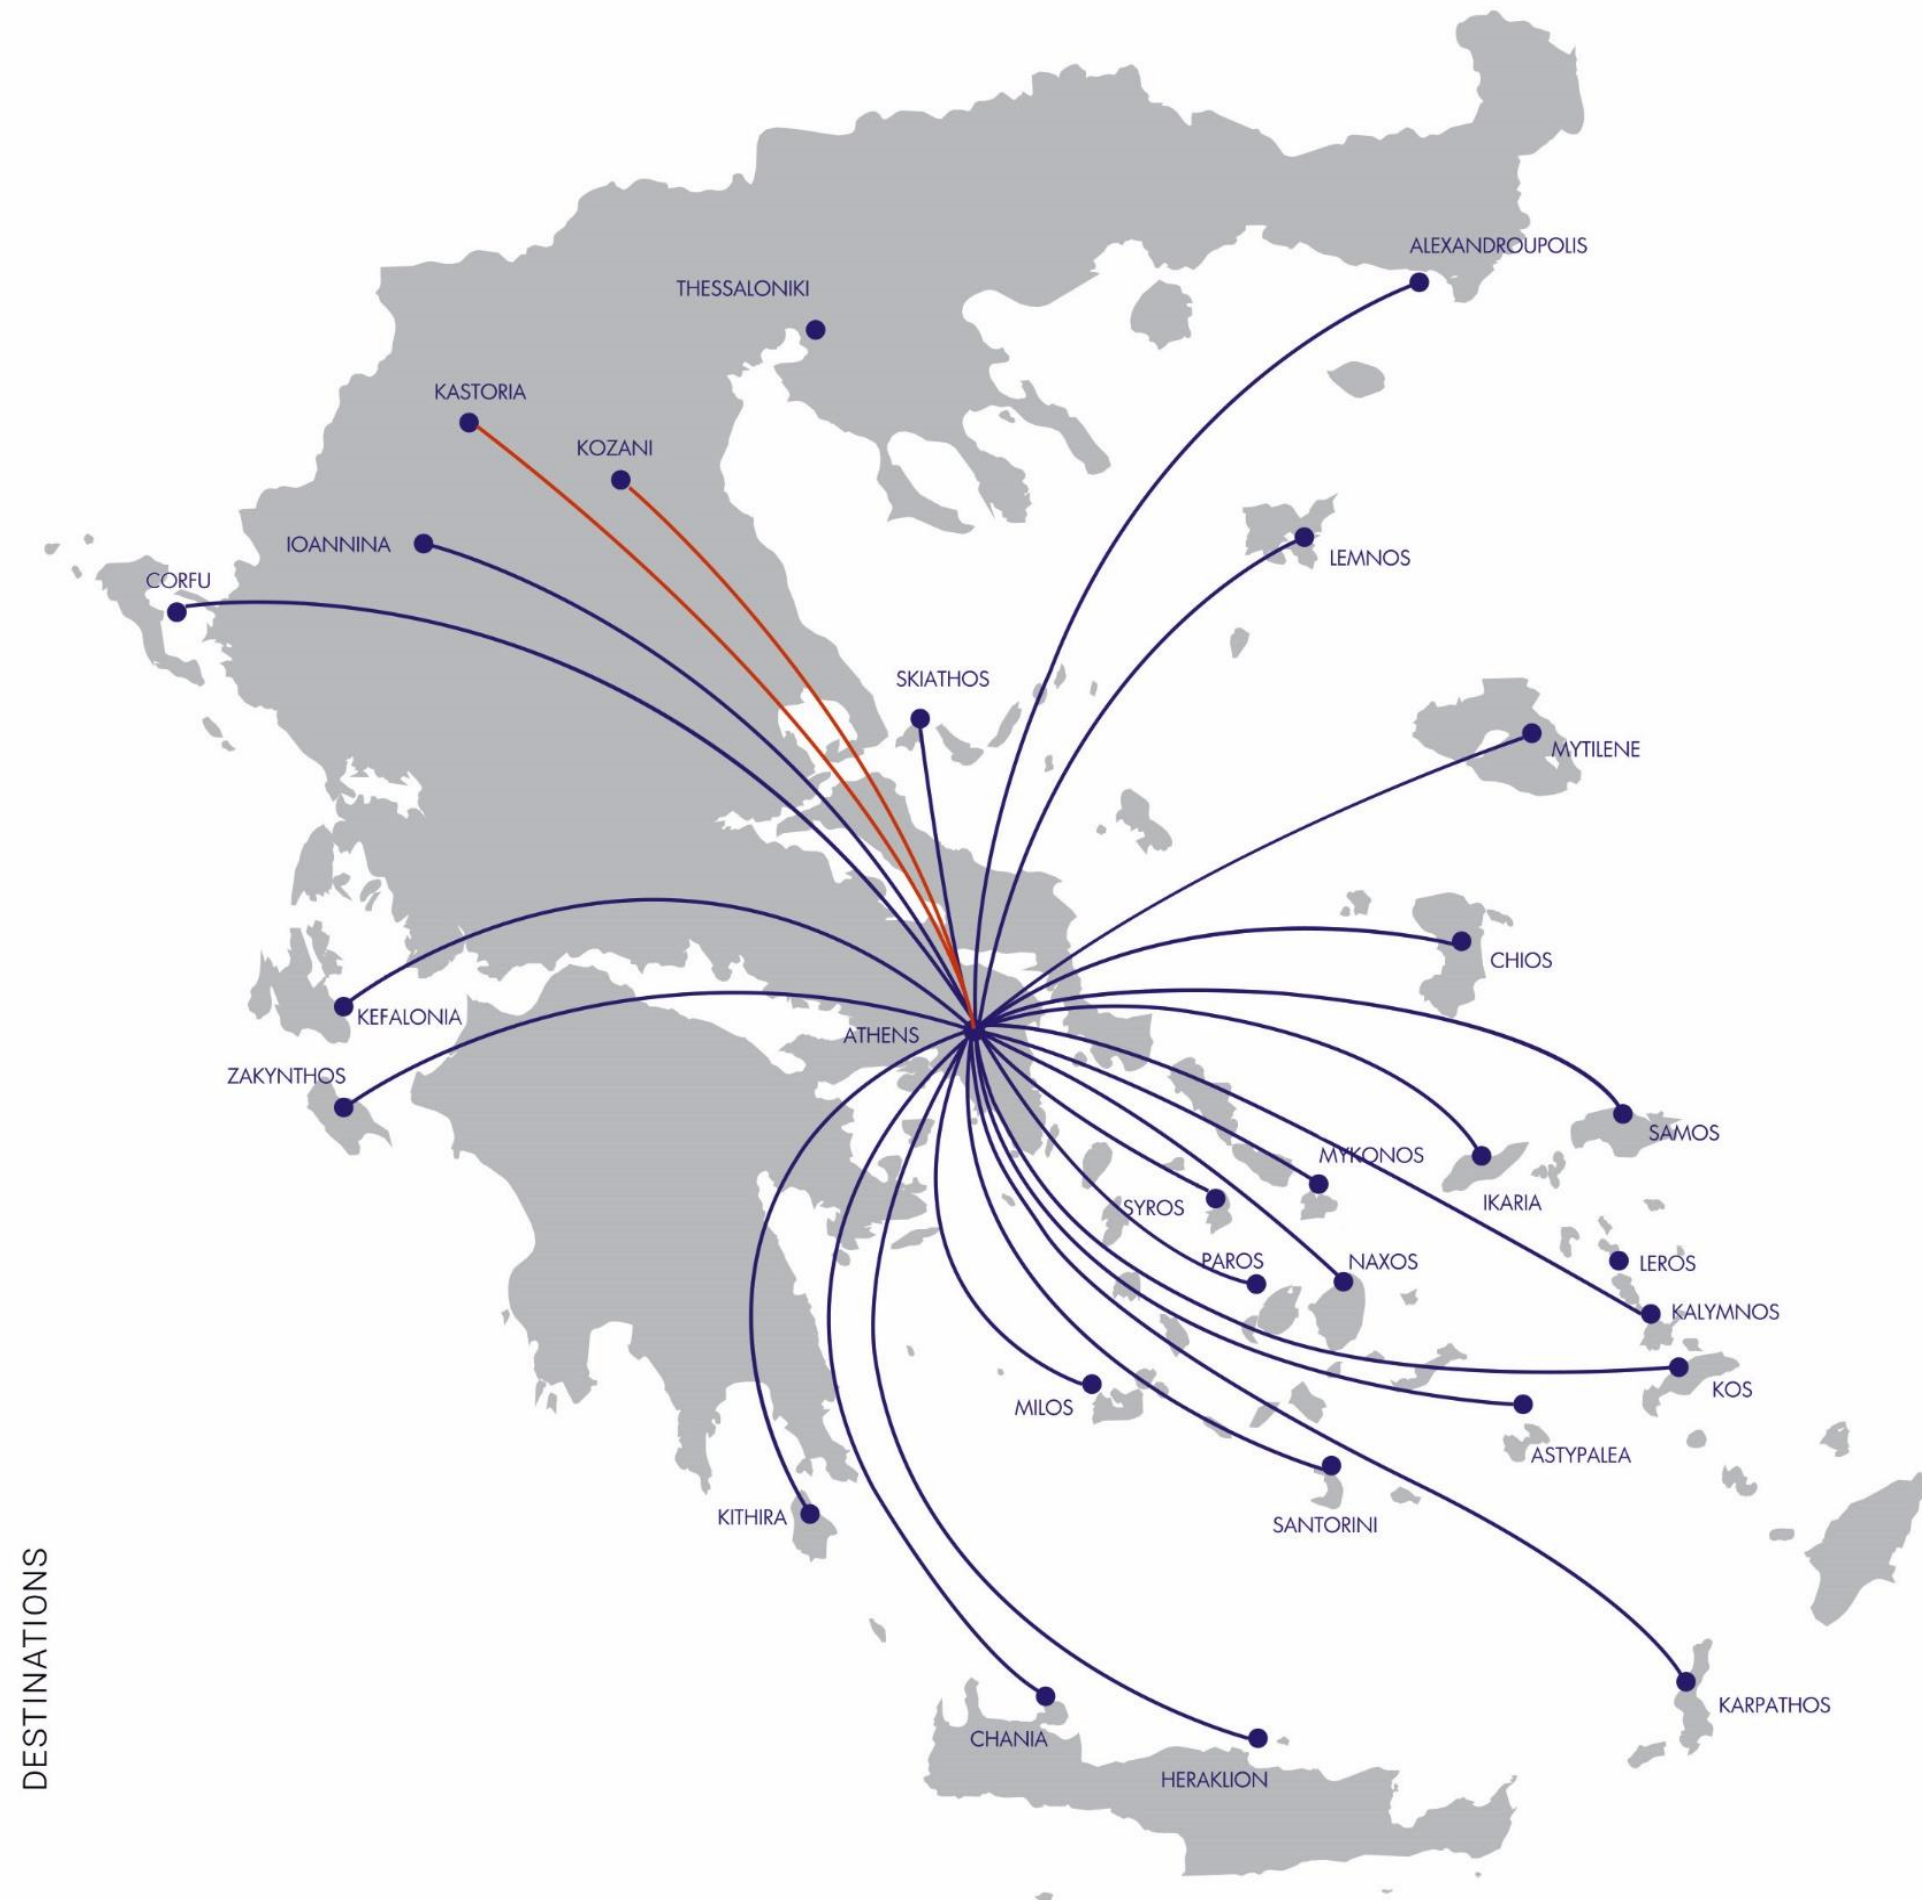 ALEXANDROUPOLIS
THESSALONIKI
KASTORIA
KOZANI
IOANNINA
LEMNOS
CORFU
SKIATHOS
MYTILENE
CHIOS
KEFALONIA
ATHENS
ZAKYNTHOS
SAMOS
MYKONOS
IKARIA
SYROS
PAROS
NAXOS
LEROS
KALYMNOS
KOS
MILOS
ASTYPALEA
KITHIRA
SANTORINI
DESTINATIONS
KARPATHOS
CHANIA
HERAKLION